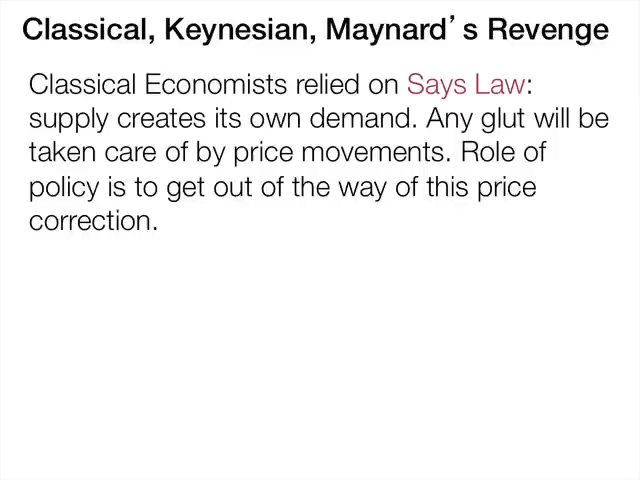 Classical, Keynesian, Maynard’s Revenge
Classical Economists relied on Says Law:
supply creates its own demand. Any glut will be
taken care of by price movements. Role of
policy is to get out of the way of this price
correction.